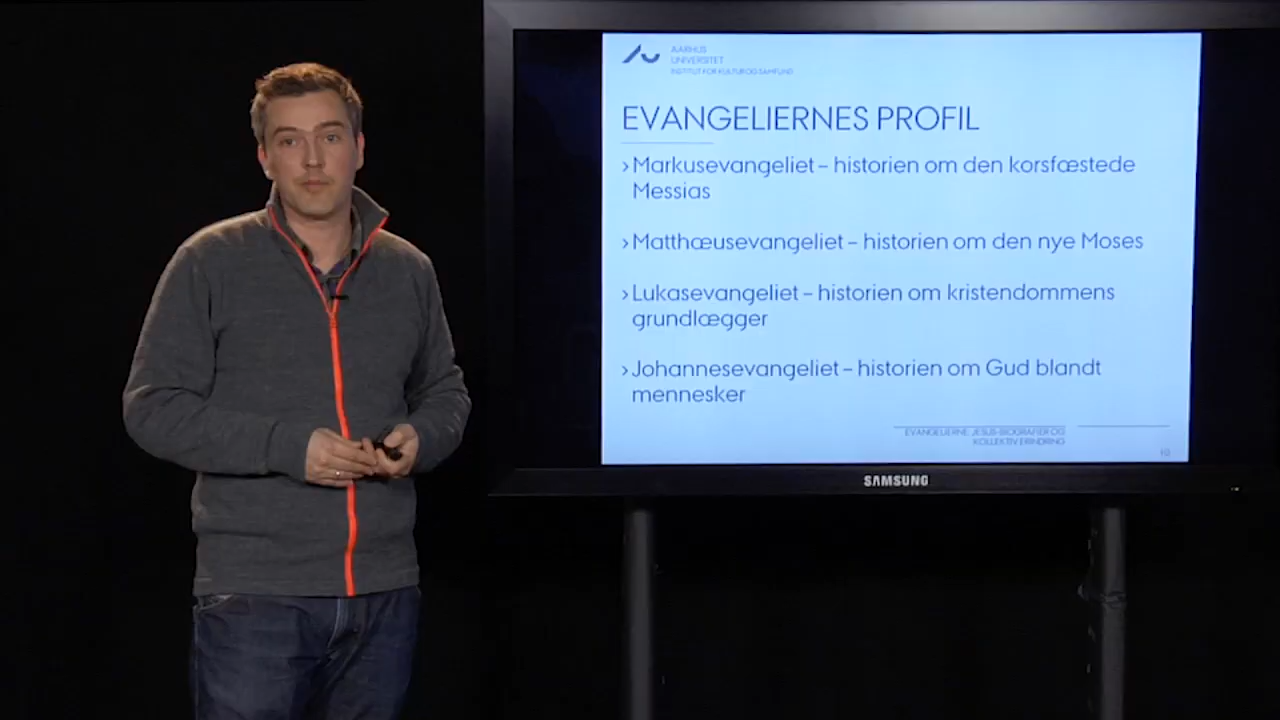 AARHUS
UNIVERSITET
INSTITUT FOR KULTUR OG SAMFUND
EVANGELIERNES PROFIL
› Markusevangeliet – historien om den korsfæstede
Messias
› Matthæusevangeliet – historien om den nye Moses
› Lukasevangeliet – historien om kristendommens
grundlægger
› Johannesevangeliet – historien om Gud blandt
mennesker
EVANGELIERNE: JESUS-BIOGRAFIER OG
KOLLEKTIV ERINDRING
10
SAMSUNG